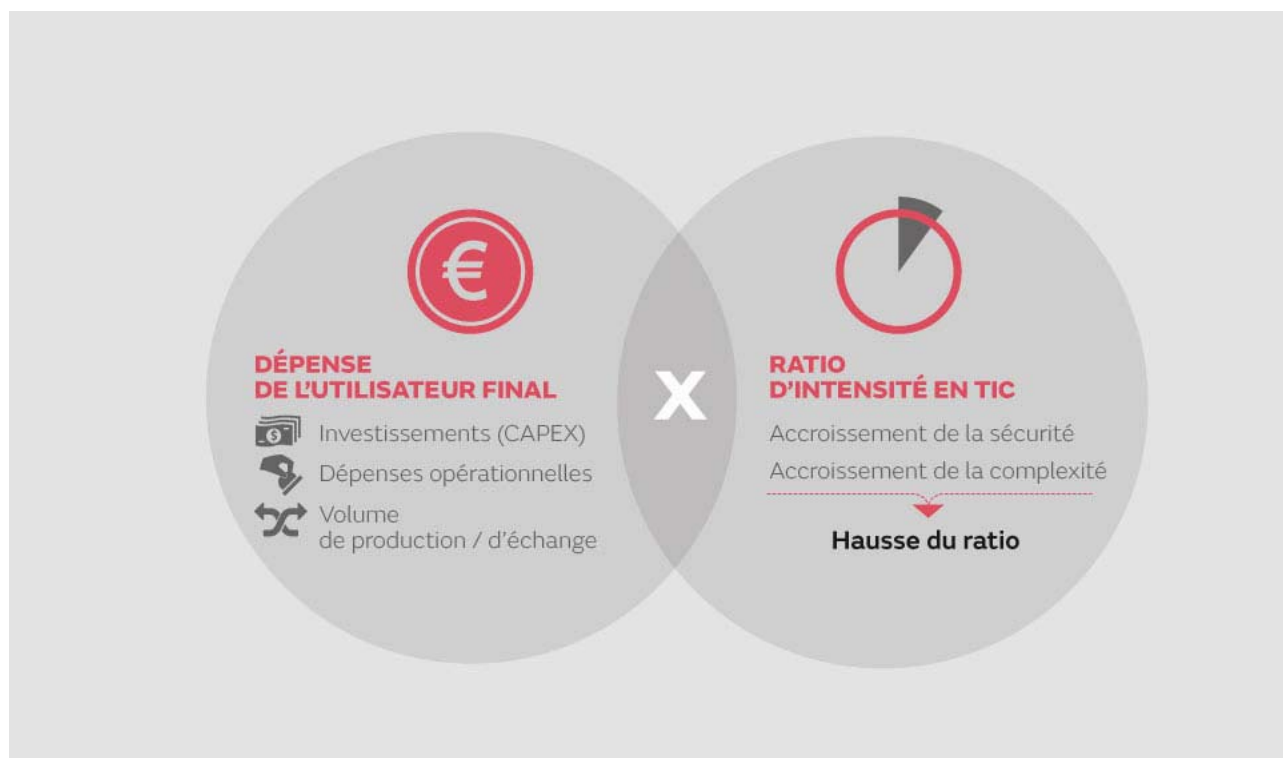 €
DÉPENSE
DE L'UTILISATEUR FINAL
$
Investissements (CAPEX)
Dépenses opérationnelles
Volume
de production / d'échange
X
RATIO
D'INTENSITÉ EN TIC
Accroissement de la sécurité
Accroissement de la complexité
Hausse du ratio